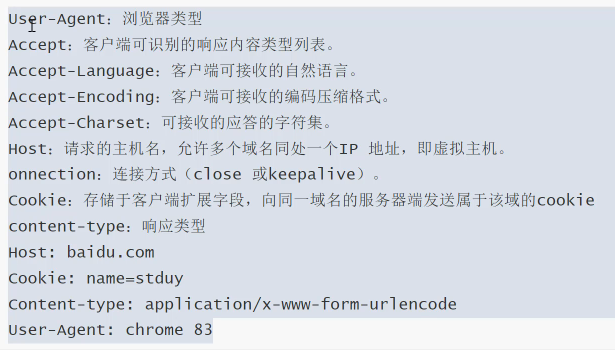 User-Agent：浏览器类型
Accept：客户端可识别的响应内容类型列表。
Accept-Language：客户端可接收的自然语言。
Accept-Encoding：客户端可接收的编码压缩格式。
Accept-Charset：可接收的应答的字符集。
Host：请求的主机名，允许多个域名同处一个IP 地址，即虚拟主机。
onnection：连接方式（close 或keepalive）。
Cookie：存储于客户端扩展字段，向同一域名的服务器端发送属于该域的cookie
content-type：响应类型
Host: baidu.com
Cookie: name=stduy
Content-type: application/x-www-form-urlencode
User-Agent: chrome 83